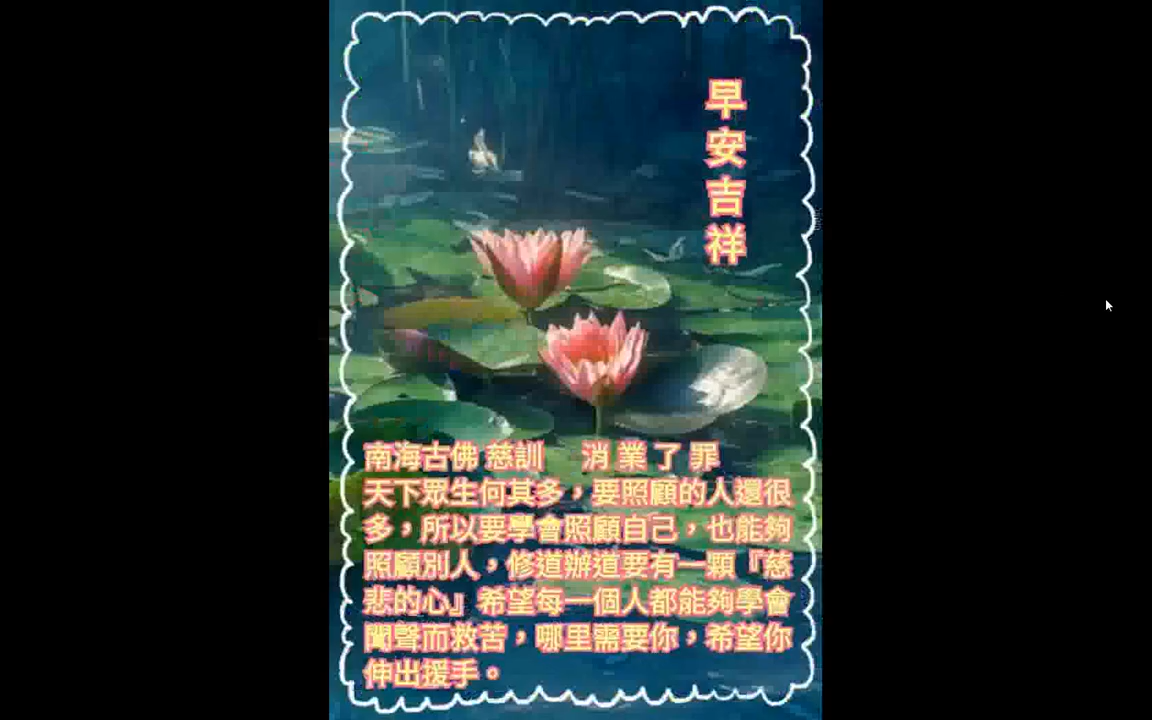 早安吉祥
南海古佛 慈訓 消 業 了 罪
天下眾生何其多，要照顧的人還很
多，所以要學會照顧自己，也能夠
照顧別人，修道辦道要有一顆『慈
悲的心』希望每一個人都能夠學會
聞聲而救苦，哪里需要你，希望你
伸出援手。